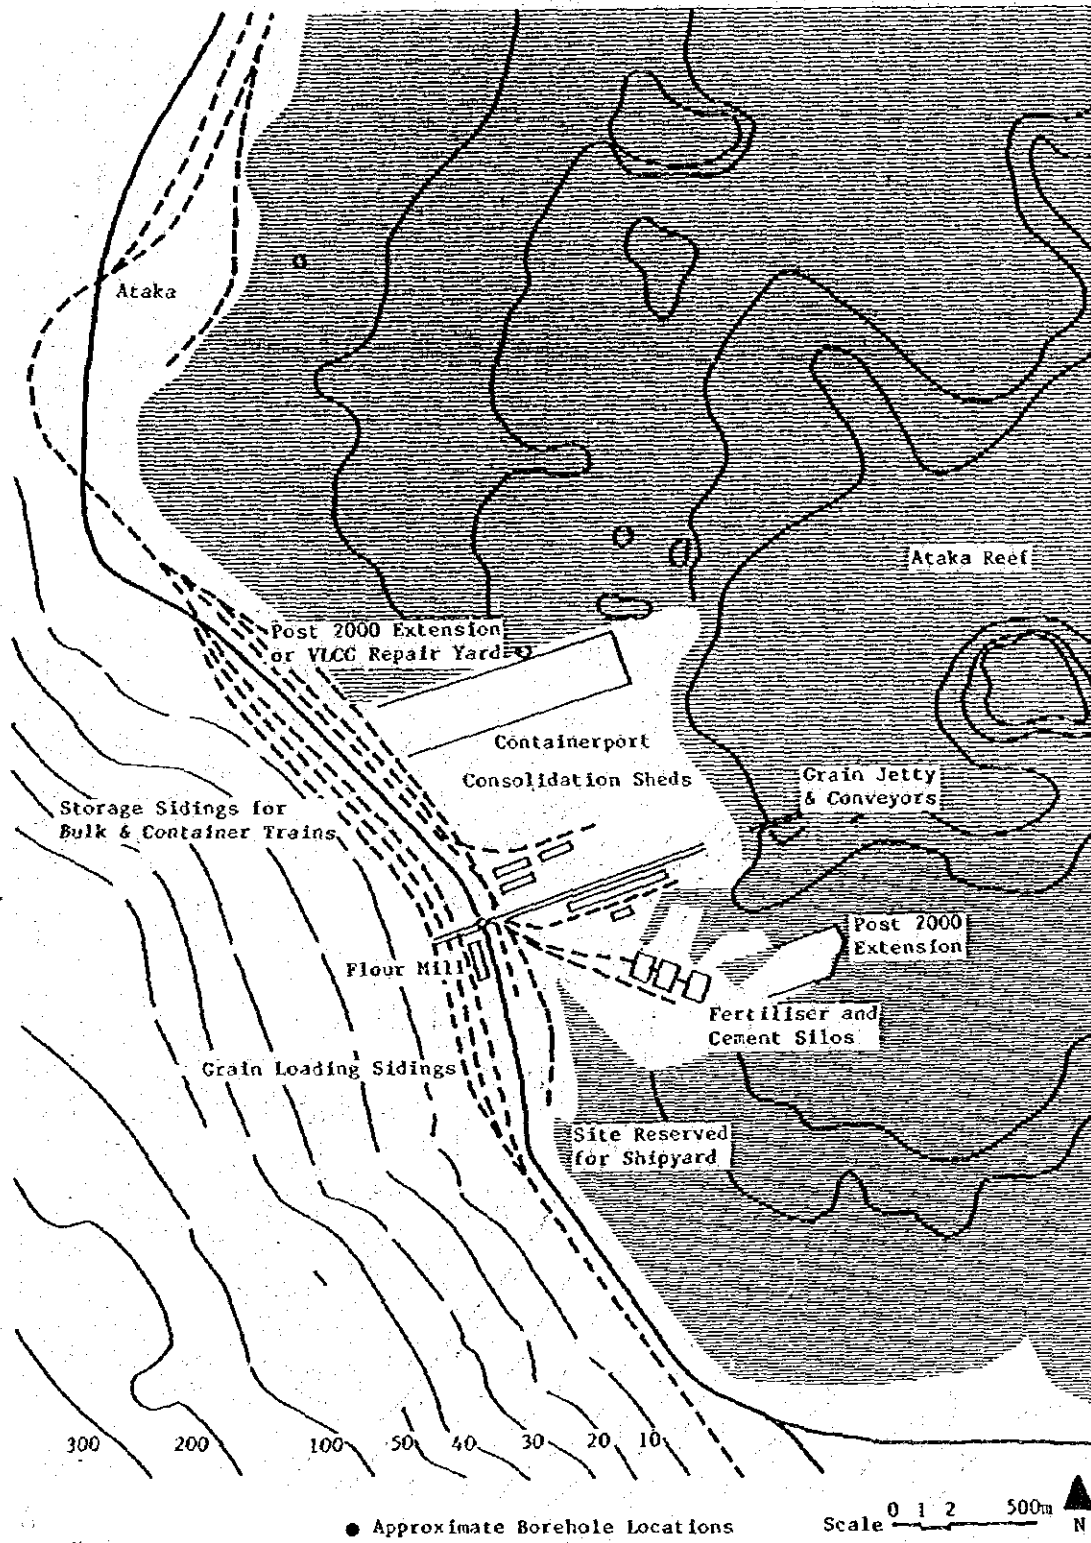 Ataka
Ataka Reef
Post 2000 Extension
or VLCC Repair Yard
Containerport
Consolidation Sheds
Grain Jetty
& Conveyors
Storage Sidings for
Bulk & Container Trains
Post 2000
Extension
Flour Mill
Fertiliser and
Cement Silos
Grain Loading Sidings
Site Reserved
for Shipyard
300 200 100 50 40 30 20 10
● Approximate Borehole Locations
Scale 0 1 2 500m
N